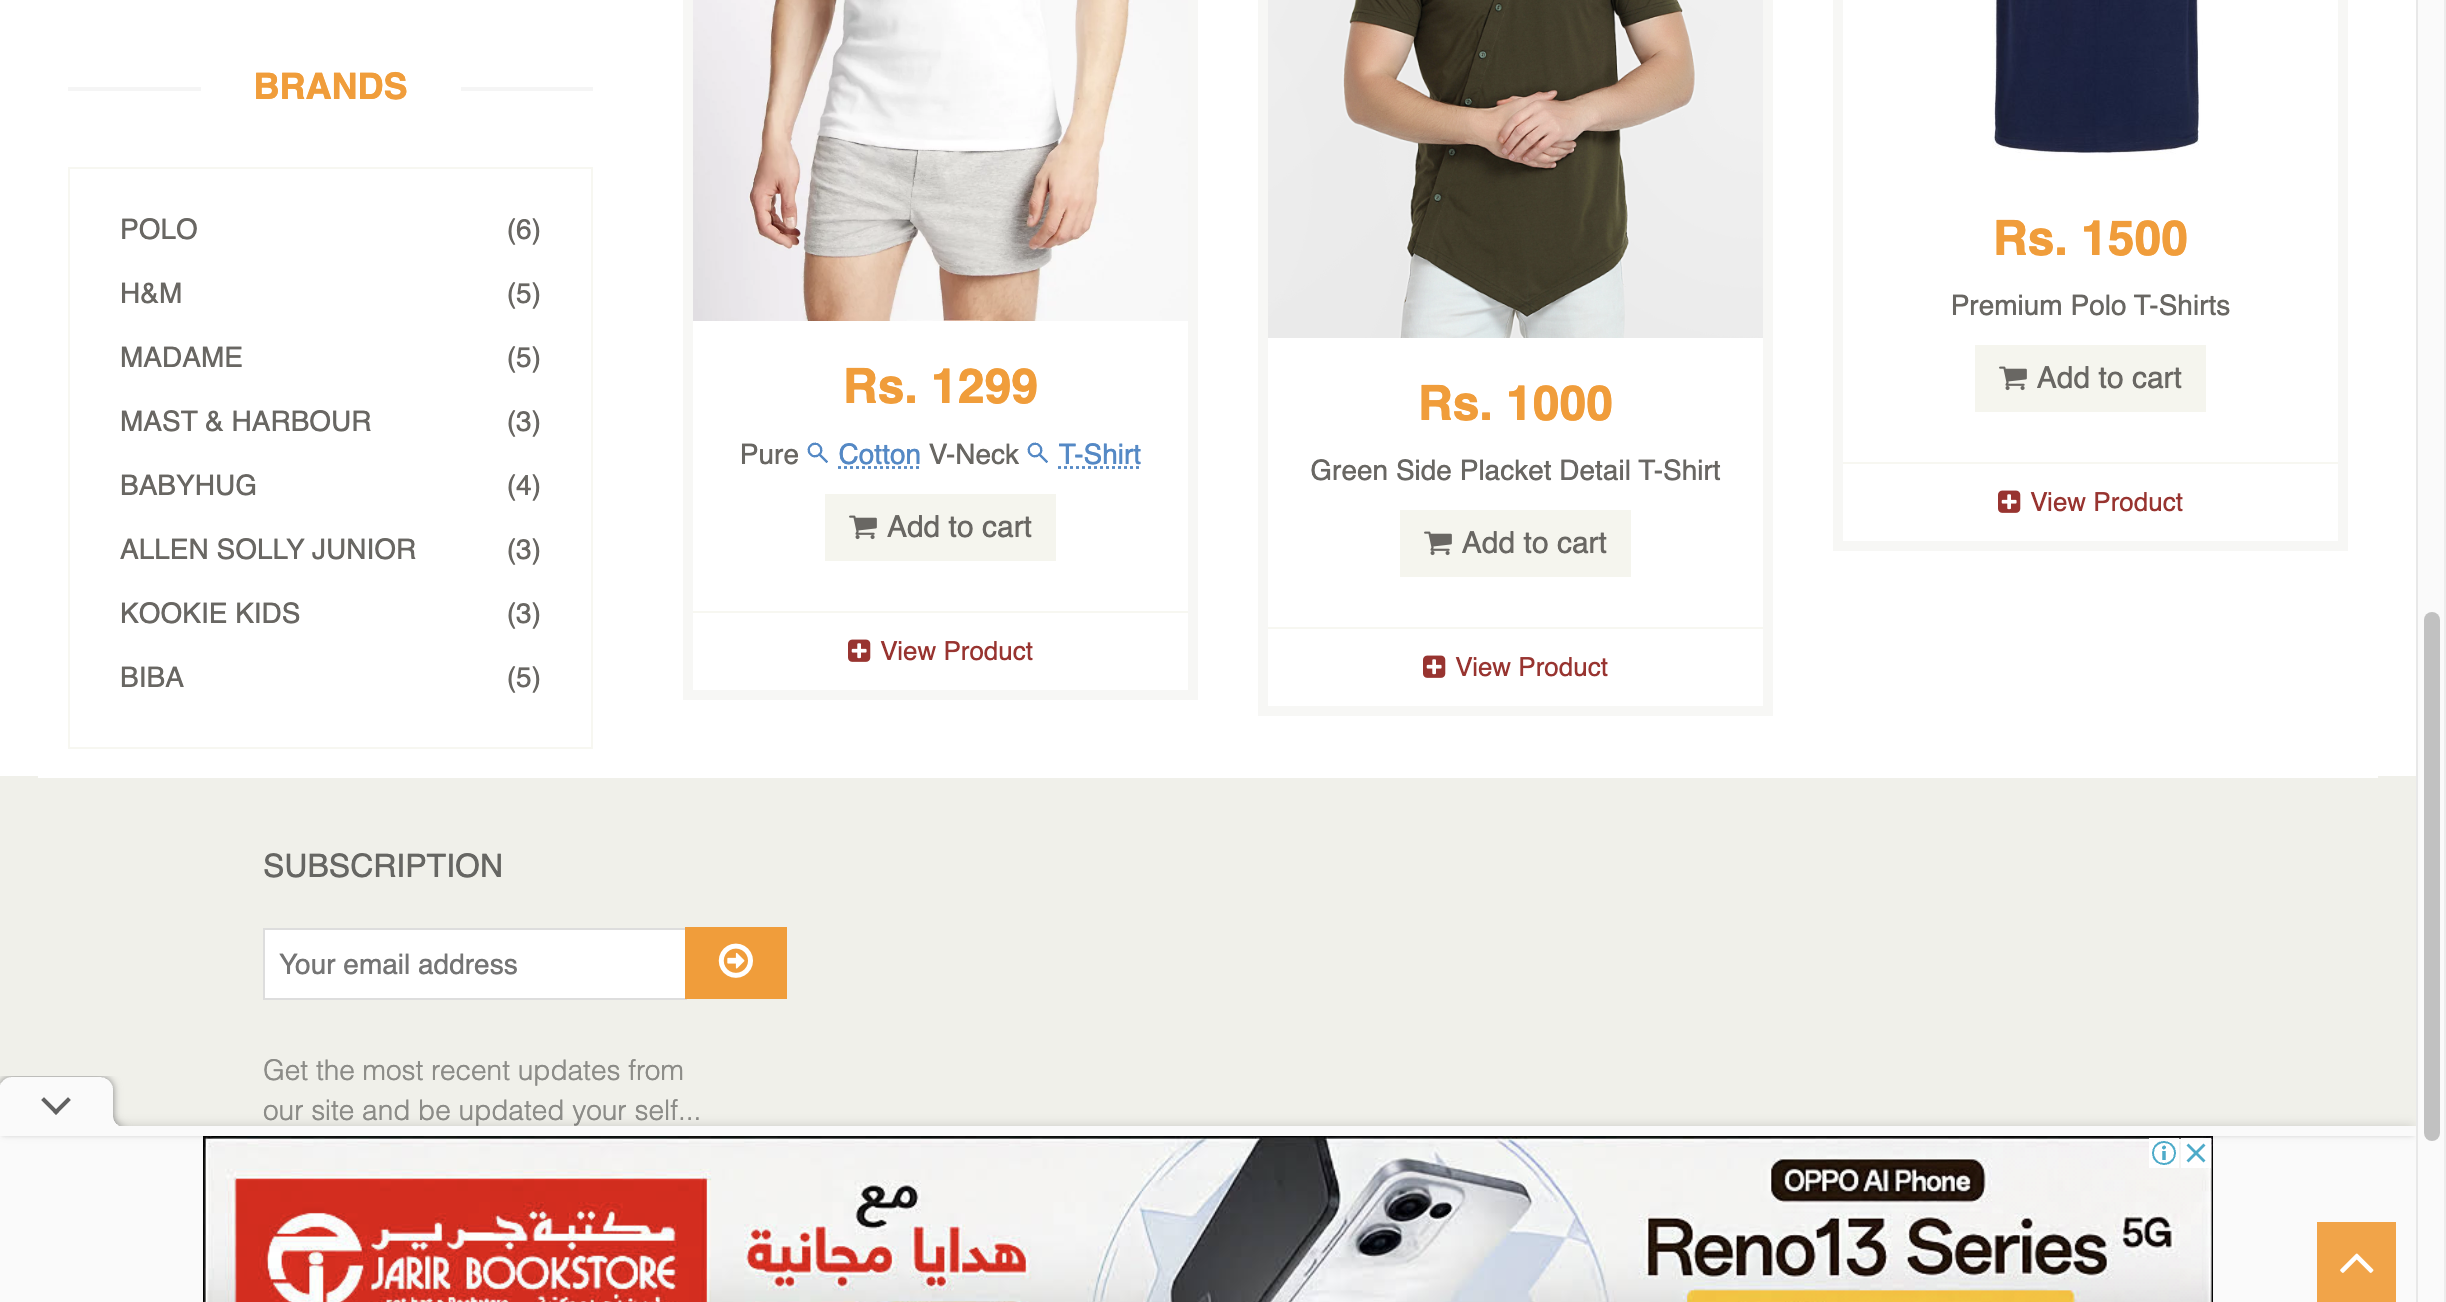 BRANDS
POLO (6)
H&M (5)
MADAME (5)
MAST & HARBOUR (3)
BABYHUG (4)
ALLEN SOLLY JUNIOR (3)
KOOKIE KIDS (3)
BIBA (5)
Rs. 1299
Pure Cotton V-Neck T-Shirt
Add to cart
View Product
Rs. 1000
Green Side Placket Detail T-Shirt
Add to cart
View Product
Rs. 1500
Premium Polo T-Shirts
Add to cart
View Product
SUBSCRIPTION
Your email address
Get the most recent updates from
our site and be updated your self...
مكتبة جرير
JARIR BOOKSTORE
مع
هدايا مجانية
OPPO AI Phone
Reno13 Series 5G